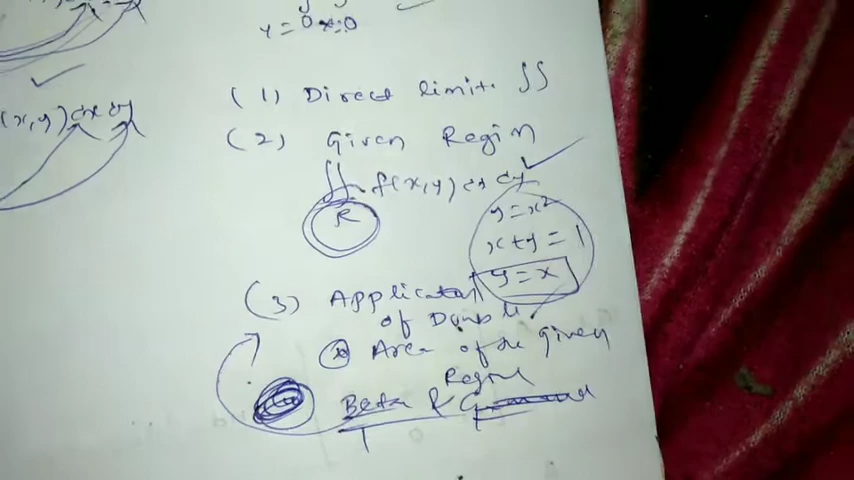 y = 0 x = 0
(x,y) dx dy
(1) Direct limit. ∬
(2) Given Region
∬ f(x,y) dx dy
R
y = x²
x + y = 1
y = x
(3) Application
of Double
Area of the Given
Region
Beta &